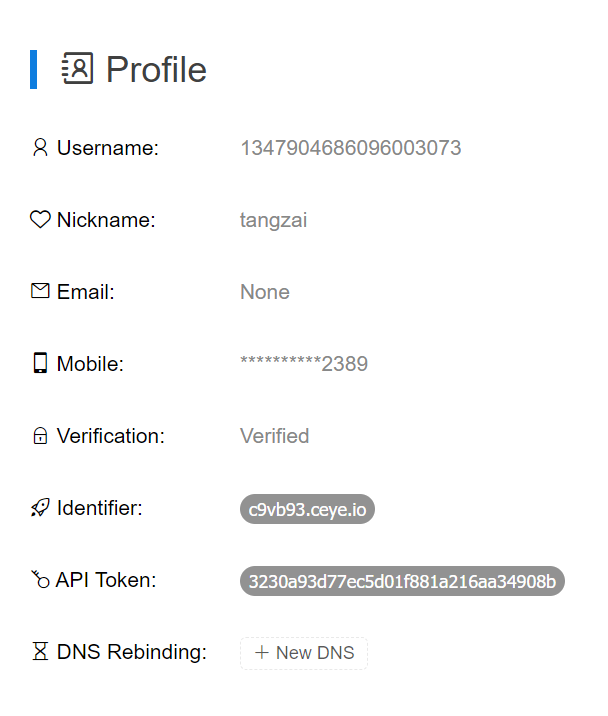 Profile
Username: 1347904686096003073
Nickname: tangzai
Email: None
Mobile: **********2389
Verification: Verified
Identifier: c9vb93.ceye.io
API Token: 3230a93d77ec5d01f881a216aa34908b
DNS Rebinding: + New DNS